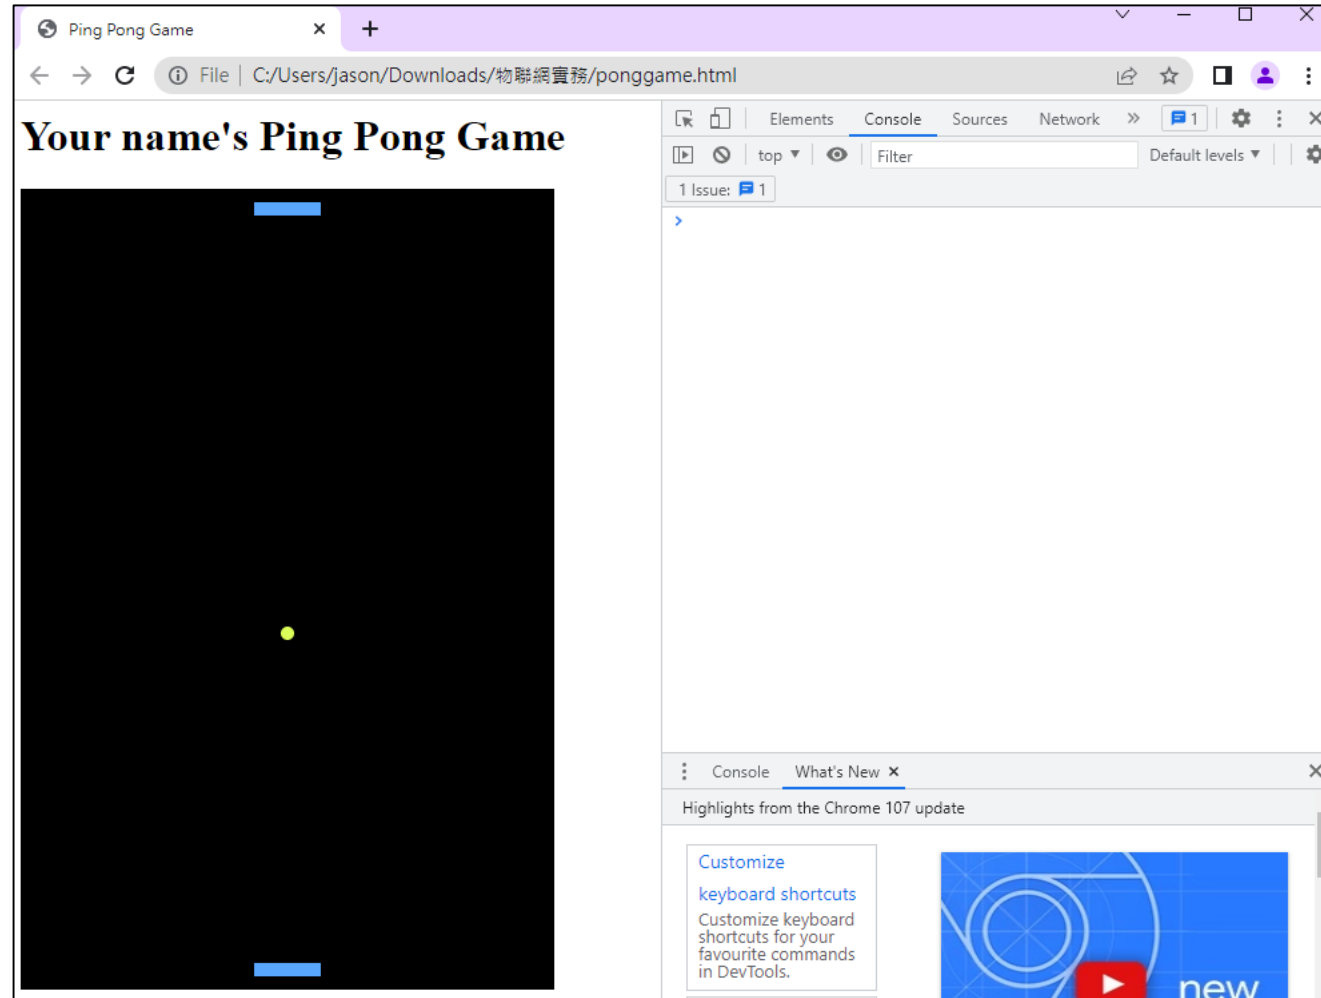 Ping Pong Game
File | C:/Users/jason/Downloads/物聯網實務/ponggame.html
Your name's Ping Pong Game
Elements Console Sources Network » 1
top ▼ Filter Default levels ▼
1 Issue: 1
>
Console What's New ×
Highlights from the Chrome 107 update
Customize
keyboard shortcuts
Customize keyboard
shortcuts for your
favourite commands
in DevTools.
new